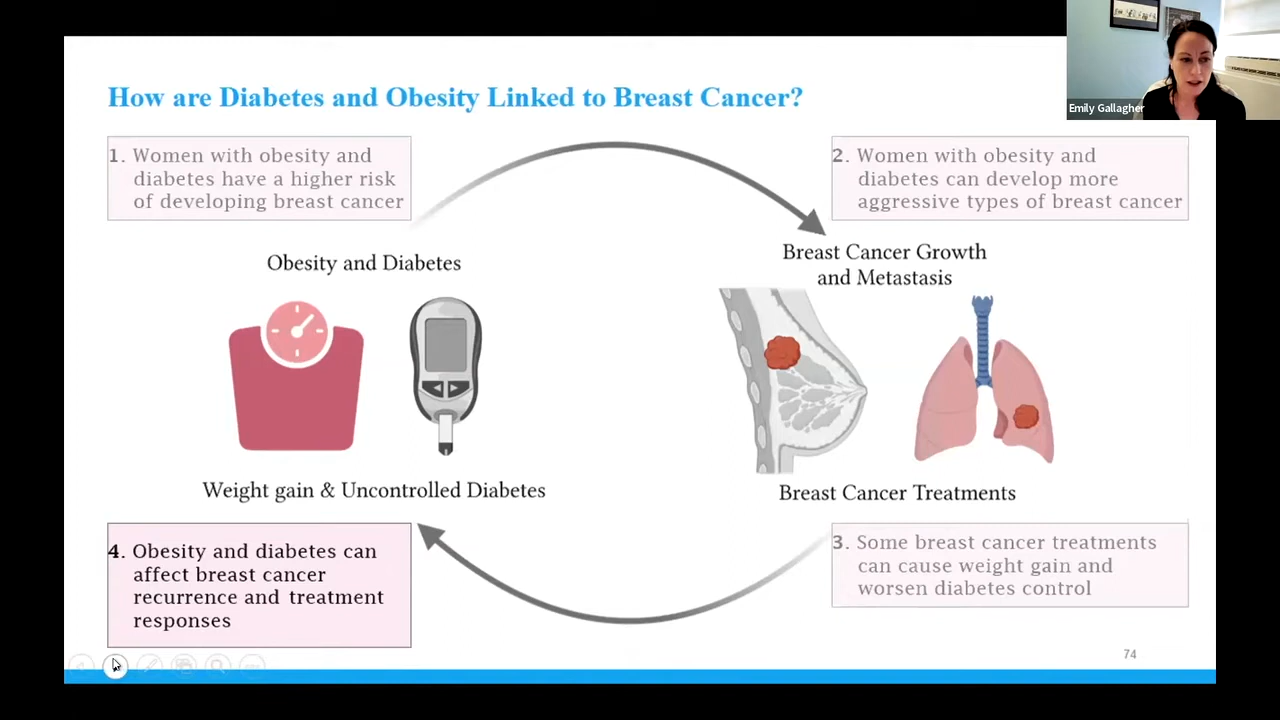 How are Diabetes and Obesity Linked to Breast Cancer?
Emily Gallagher
1. Women with obesity and
diabetes have a higher risk
of developing breast cancer
2. Women with obesity and
diabetes can develop more
aggressive types of breast cancer
Obesity and Diabetes
Breast Cancer Growth
and Metastasis
Weight gain & Uncontrolled Diabetes
Breast Cancer Treatments
4. Obesity and diabetes can
affect breast cancer
recurrence and treatment
responses
3. Some breast cancer treatments
can cause weight gain and
worsen diabetes control
74